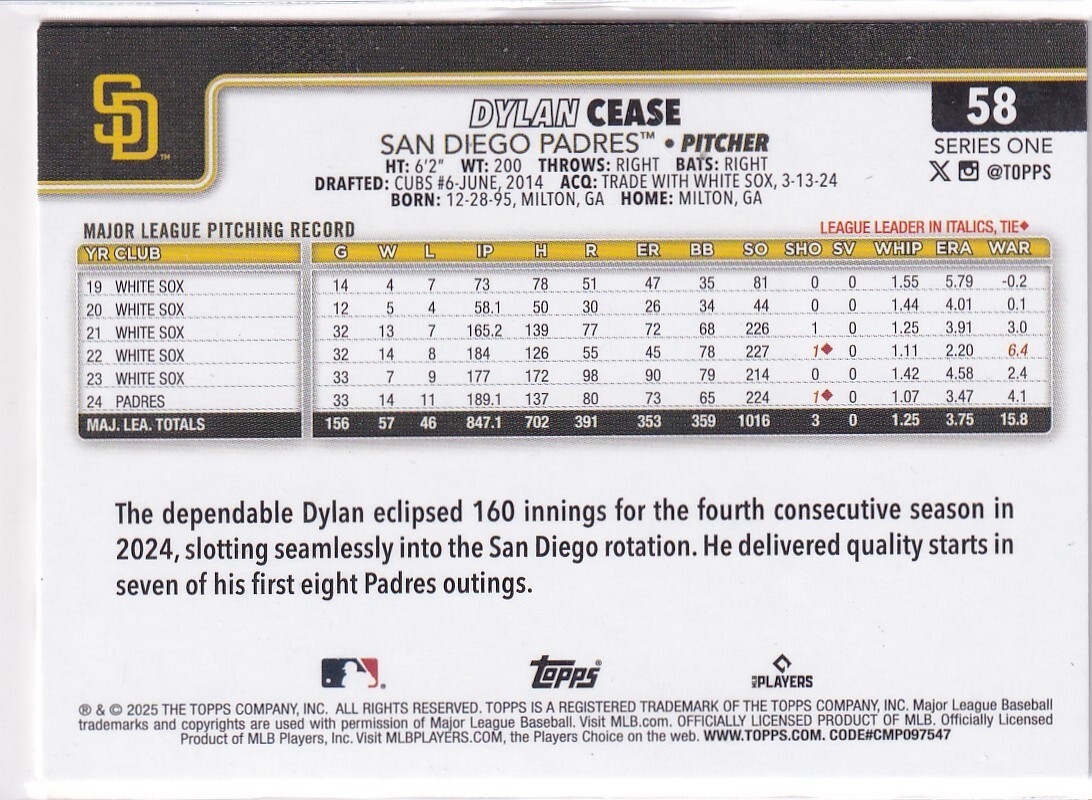 SD™
DYLAN CEASE
58
SAN DIEGO PADRES™ • PITCHER
SERIES ONE
HT: 6'2" WT: 200 THROWS: RIGHT BATS: RIGHT
X @TOPPS
DRAFTED: CUBS #6-JUNE, 2014 ACQ: TRADE WITH WHITE SOX, 3-13-24
BORN: 12-28-95, MILTON, GA HOME: MILTON, GA
MAJOR LEAGUE PITCHING RECORD LEAGUE LEADER IN ITALICS, TIE♦
YR CLUB G W L IP H R ER BB SO SHO SV WHIP ERA WAR
19 WHITE SOX 14 4 7 73 78 51 47 35 81 0 0 1.55 5.79 -0.2
20 WHITE SOX 12 5 4 58.1 50 30 26 34 44 0 0 1.44 4.01 0.1
21 WHITE SOX 32 13 7 165.2 139 77 72 68 226 1 0 1.25 3.91 3.0
22 WHITE SOX 32 14 8 184 126 55 45 78 227 1♦ 0 1.11 2.20 6.4
23 WHITE SOX 33 7 9 177 172 98 90 79 214 0 0 1.42 4.58 2.4
24 PADRES 33 14 11 189.1 137 80 73 65 224 1♦ 0 1.07 3.47 4.1
MAJ. LEA. TOTALS 156 57 46 847.1 702 391 353 359 1016 3 0 1.25 3.75 15.8
The dependable Dylan eclipsed 160 innings for the fourth consecutive season in
2024, slotting seamlessly into the San Diego rotation. He delivered quality starts in
seven of his first eight Padres outings.
Topps®
MLB PLAYERS
® & © 2025 THE TOPPS COMPANY, INC. ALL RIGHTS RESERVED. TOPPS IS A REGISTERED TRADEMARK OF THE TOPPS COMPANY, INC. Major League Baseball
trademarks and copyrights are used with permission of Major League Baseball. Visit MLB.com. OFFICIALLY LICENSED PRODUCT OF MLB. Officially Licensed
Product of MLB Players, Inc. Visit MLBPLAYERS.COM, the Players Choice on the web. WWW.TOPPS.COM. CODE#CMP097547